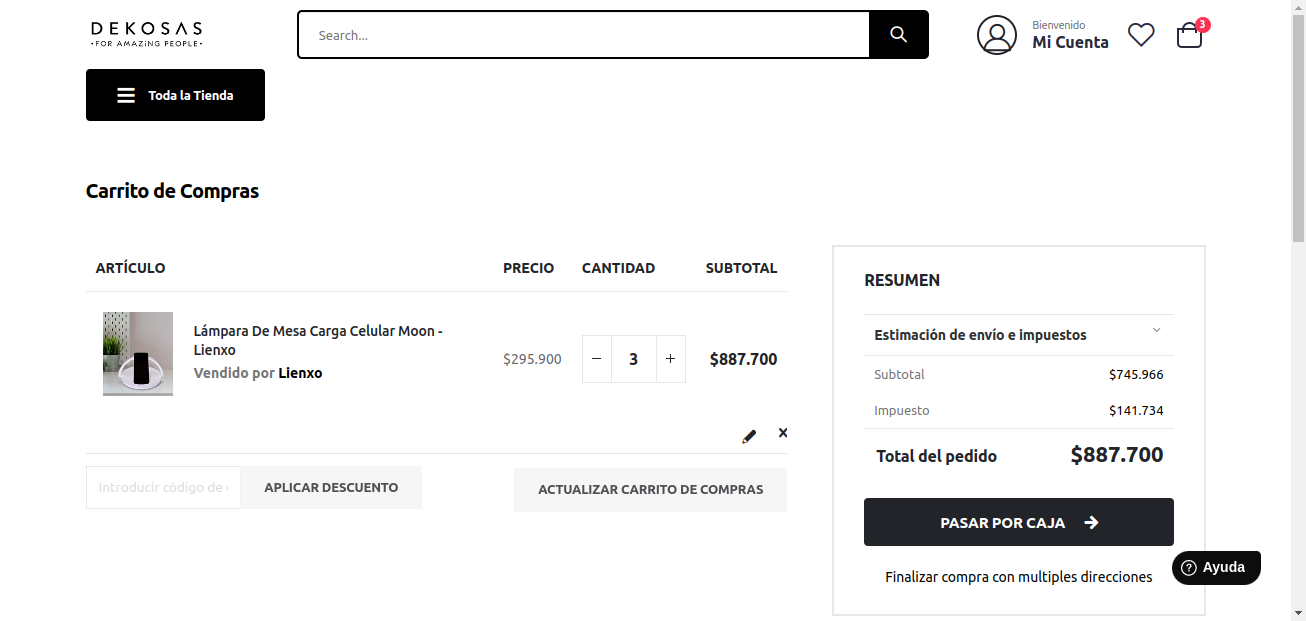 DEKOSAS
•FOR AMAZiNG PEOPLE•
Search...
Bienvenido
Mi Cuenta
3
Toda la Tienda
Carrito de Compras
ARTÍCULO PRECIO CANTIDAD SUBTOTAL
Lámpara De Mesa Carga Celular Moon -
Lienxo
Vendido por Lienxo
$295.900 − 3 + $887.700
Introducir código de
APLICAR DESCUENTO
ACTUALIZAR CARRITO DE COMPRAS
RESUMEN
Estimación de envío e impuestos
Subtotal $745.966
Impuesto $141.734
Total del pedido $887.700
PASAR POR CAJA
Finalizar compra con multiples direcciones
? Ayuda